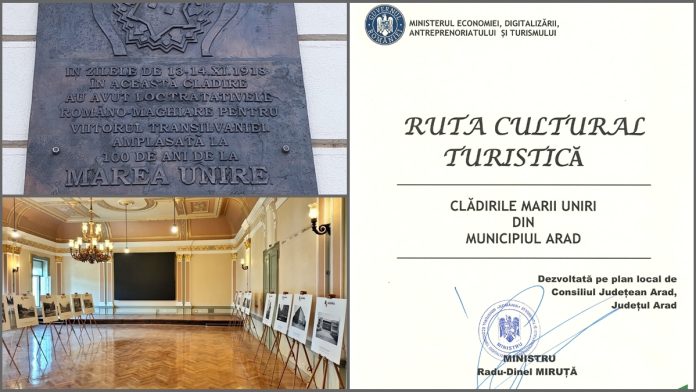 IN ZILELE DE 13-14.XI.1918
ÎN ACEASTĂ CLĂDIRE
AU AVUT LOC TRATATIVELE
ROMÂNO-MAGHIARE PENTRU
VIITORUL TRANSILVANIEI.
AMPLASATĂ LA
100 DE ANI DE LA
MAREA UNIRE
GUVERNUL ROMÂNIEI
MINISTERUL ECONOMIEI, DIGITALIZĂRII,
ANTREPRENORIATULUI ȘI TURISMULUI
RUTA CULTURAL
TURISTICĂ
CLĂDIRILE MARII UNIRI
DIN
MUNICIPIUL ARAD
Dezvoltată pe plan local de
Consiliul Județean Arad,
Județul Arad
MINISTRU
MINISTRU
Radu-Dinel MIRUȚĂ